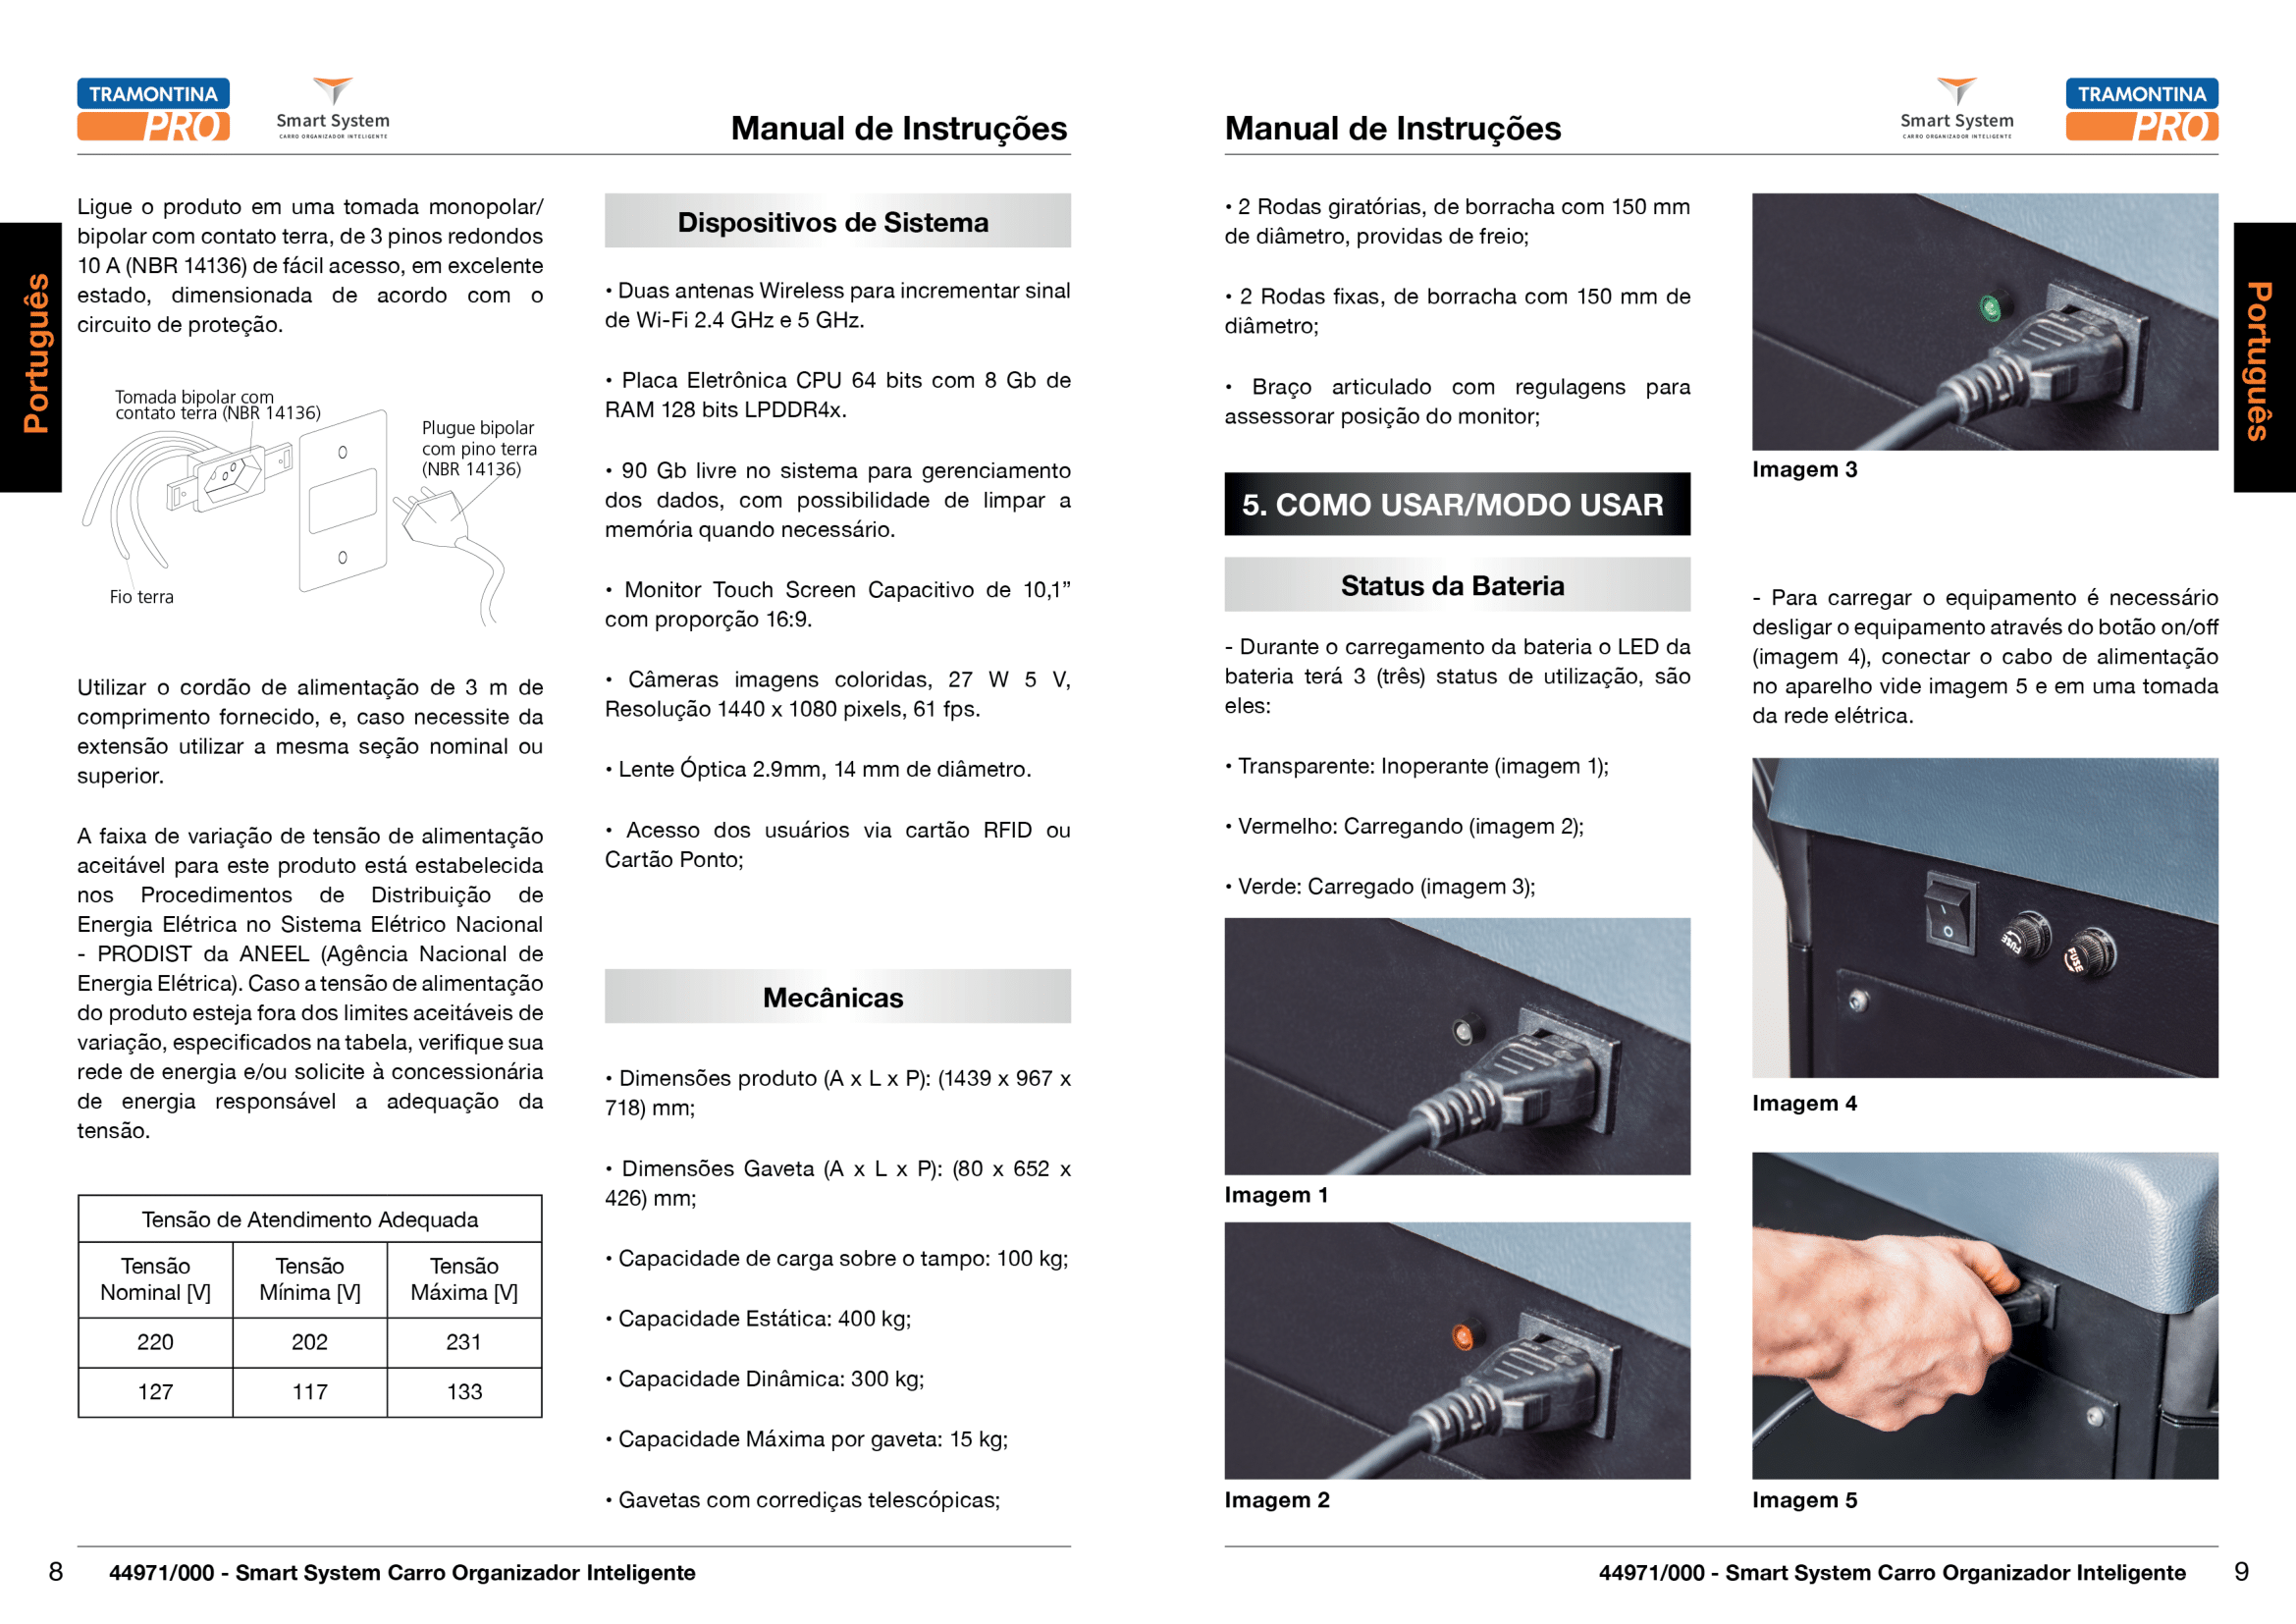 TRAMONTINA
PRO
Smart System
CARRO ORGANIZADOR INTELIGENTE
Manual de Instruções
Português
Ligue o produto em uma tomada monopolar/
bipolar com contato terra, de 3 pinos redondos
10 A (NBR 14136) de fácil acesso, em excelente
estado, dimensionada de acordo com o
circuito de proteção.
Tomada bipolar com
contato terra (NBR 14136)
Plugue bipolar
com pino terra
(NBR 14136)
Fio terra
Utilizar o cordão de alimentação de 3 m de
comprimento fornecido, e, caso necessite da
extensão utilizar a mesma seção nominal ou
superior.
A faixa de variação de tensão de alimentação
aceitável para este produto está estabelecida
nos Procedimentos de Distribuição de
Energia Elétrica no Sistema Elétrico Nacional
- PRODIST da ANEEL (Agência Nacional de
Energia Elétrica). Caso a tensão de alimentação
do produto esteja fora dos limites aceitáveis de
variação, especificados na tabela, verifique sua
rede de energia e/ou solicite à concessionária
de energia responsável a adequação da
tensão.
Tensão de Atendimento Adequada
Tensão Nominal [V] Tensão Mínima [V] Tensão Máxima [V]
220 202 231
127 117 133
Dispositivos de Sistema
• Duas antenas Wireless para incrementar sinal
de Wi-Fi 2.4 GHz e 5 GHz.
• Placa Eletrônica CPU 64 bits com 8 Gb de
RAM 128 bits LPDDR4x.
• 90 Gb livre no sistema para gerenciamento
dos dados, com possibilidade de limpar a
memória quando necessário.
• Monitor Touch Screen Capacitivo de 10,1”
com proporção 16:9.
• Câmeras imagens coloridas, 27 W 5 V,
Resolução 1440 x 1080 pixels, 61 fps.
• Lente Óptica 2.9mm, 14 mm de diâmetro.
• Acesso dos usuários via cartão RFID ou
Cartão Ponto;
Mecânicas
• Dimensões produto (A x L x P): (1439 x 967 x
718) mm;
• Dimensões Gaveta (A x L x P): (80 x 652 x
426) mm;
• Capacidade de carga sobre o tampo: 100 kg;
• Capacidade Estática: 400 kg;
• Capacidade Dinâmica: 300 kg;
• Capacidade Máxima por gaveta: 15 kg;
• Gavetas com corrediças telescópicas;
8
44971/000 - Smart System Carro Organizador Inteligente
Manual de Instruções
Smart System
CARRO ORGANIZADOR INTELIGENTE
TRAMONTINA
PRO
Português
• 2 Rodas giratórias, de borracha com 150 mm
de diâmetro, providas de freio;
• 2 Rodas fixas, de borracha com 150 mm de
diâmetro;
• Braço articulado com regulagens para
assessorar posição do monitor;
5. COMO USAR/MODO USAR
Status da Bateria
- Durante o carregamento da bateria o LED da
bateria terá 3 (três) status de utilização, são
eles:
• Transparente: Inoperante (imagem 1);
• Vermelho: Carregando (imagem 2);
• Verde: Carregado (imagem 3);
Imagem 1
Imagem 2
Imagem 3
- Para carregar o equipamento é necessário
desligar o equipamento através do botão on/off
(imagem 4), conectar o cabo de alimentação
no aparelho vide imagem 5 e em uma tomada
da rede elétrica.
FUSE
FUSE
Imagem 4
Imagem 5
44971/000 - Smart System Carro Organizador Inteligente
9